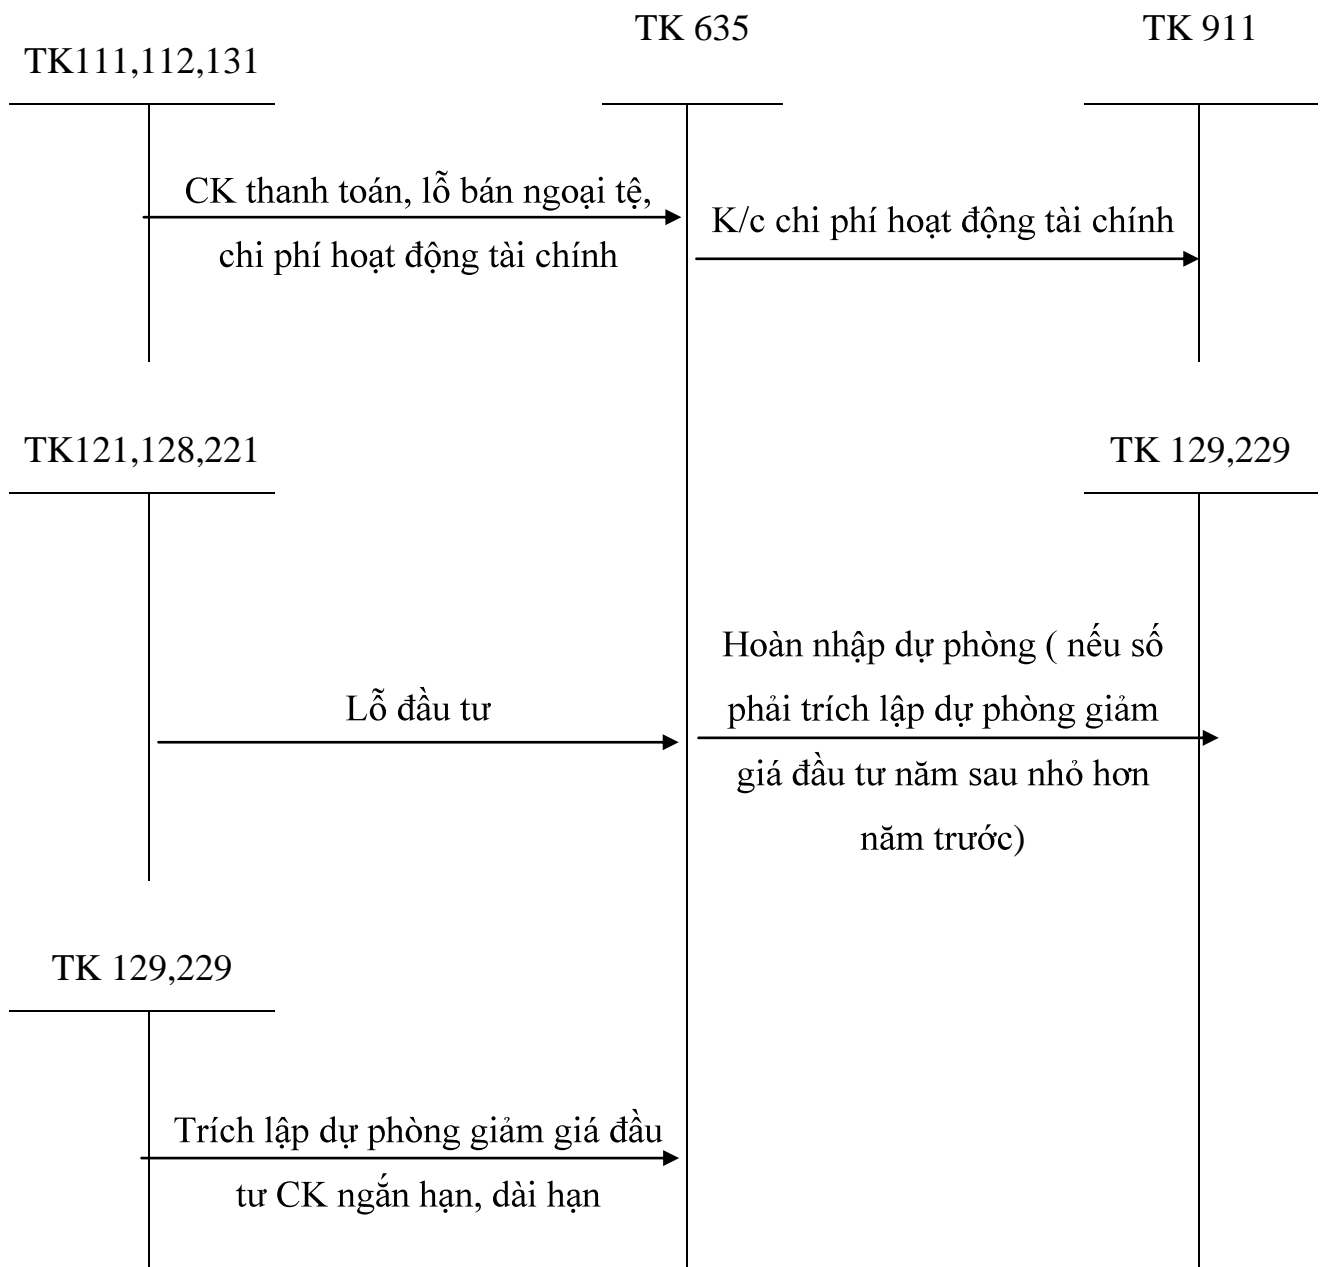 TK 635
TK 911
TK111,112,131
CK thanh toán, lỗ bán ngoại tệ,
chi phí hoạt động tài chính
K/c chi phí hoạt động tài chính
TK121,128,221
TK 129,229
Lỗ đầu tư
Hoàn nhập dự phòng ( nếu số
phải trích lập dự phòng giảm
giá đầu tư năm sau nhỏ hơn
năm trước)
TK 129,229
Trích lập dự phòng giảm giá đầu
tư CK ngắn hạn, dài hạn